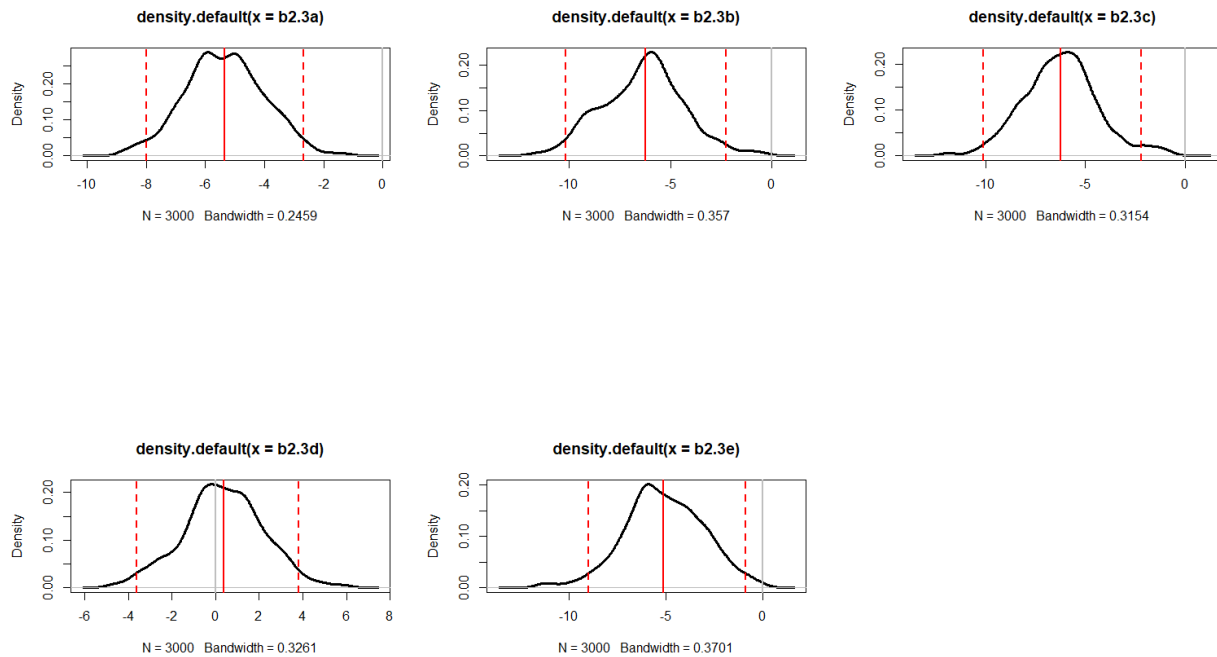 density.default(x = b2.3a)
Density
0.00 0.10 0.20
-10 -8 -6 -4 -2 0
N = 3000 Bandwidth = 0.2459
density.default(x = b2.3b)
Density
0.00 0.10 0.20
-10 -5 0
N = 3000 Bandwidth = 0.357
density.default(x = b2.3c)
Density
0.00 0.10 0.20
-10 -5 0
N = 3000 Bandwidth = 0.3154
density.default(x = b2.3d)
Density
0.00 0.10 0.20
-6 -4 -2 0 2 4 6 8
N = 3000 Bandwidth = 0.3261
density.default(x = b2.3e)
Density
0.00 0.10 0.20
-10 -5 0
N = 3000 Bandwidth = 0.3701